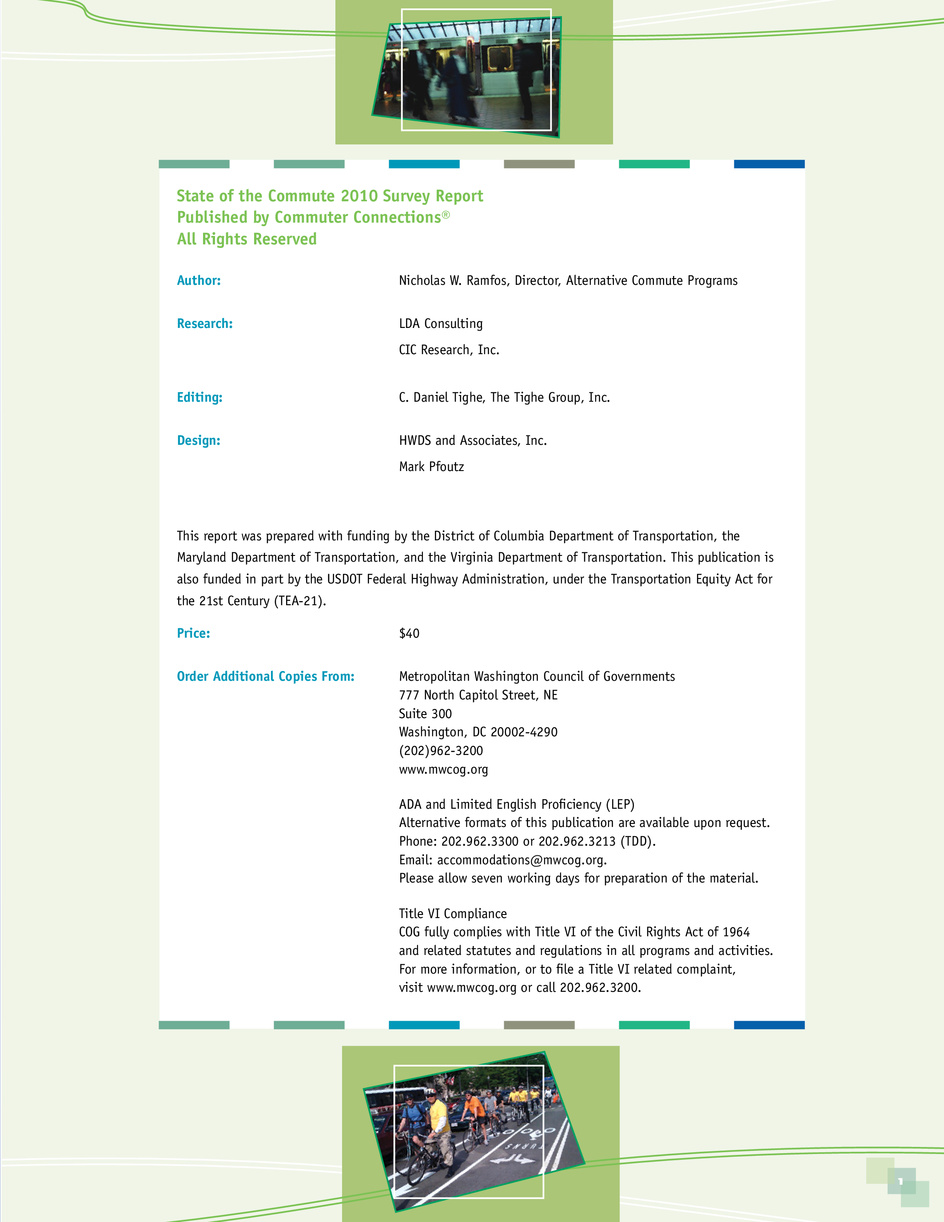 State of the Commute 2010 Survey Report
Published by Commuter Connections®
All Rights Reserved
Author: Nicholas W. Ramfos, Director, Alternative Commute Programs
Research: LDA Consulting
CIC Research, Inc.
Editing: C. Daniel Tighe, The Tighe Group, Inc.
Design: HWDS and Associates, Inc.
Mark Pfoutz
This report was prepared with funding by the District of Columbia Department of Transportation, the
Maryland Department of Transportation, and the Virginia Department of Transportation. This publication is
also funded in part by the USDOT Federal Highway Administration, under the Transportation Equity Act for
the 21st Century (TEA-21).
Price: $40
Order Additional Copies From: Metropolitan Washington Council of Governments
777 North Capitol Street, NE
Suite 300
Washington, DC 20002-4290
(202)962-3200
www.mwcog.org
ADA and Limited English Proficiency (LEP)
Alternative formats of this publication are available upon request.
Phone: 202.962.3300 or 202.962.3213 (TDD).
Email: accommodations@mwcog.org.
Please allow seven working days for preparation of the material.
Title VI Compliance
COG fully complies with Title VI of the Civil Rights Act of 1964
and related statutes and regulations in all programs and activities.
For more information, or to file a Title VI related complaint,
visit www.mwcog.org or call 202.962.3200.
1